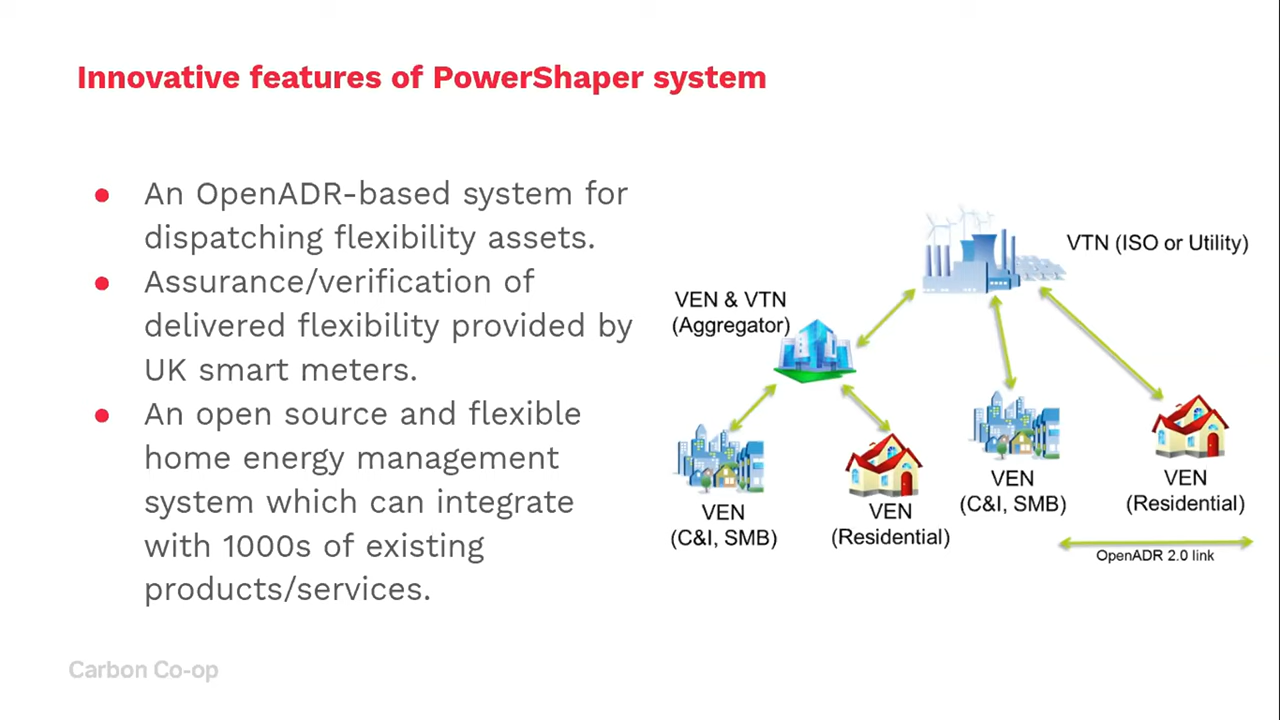 Innovative features of PowerShaper system
● An OpenADR-based system for
dispatching flexibility assets.
● Assurance/verification of
delivered flexibility provided by
UK smart meters.
● An open source and flexible
home energy management
system which can integrate
with 1000s of existing
products/services.
VTN (ISO or Utility)
VEN & VTN
(Aggregator)
VEN
(C&I, SMB)
VEN
(Residential)
VEN
(C&I, SMB)
VEN
(Residential)
OpenADR 2.0 link
Carbon Co-op